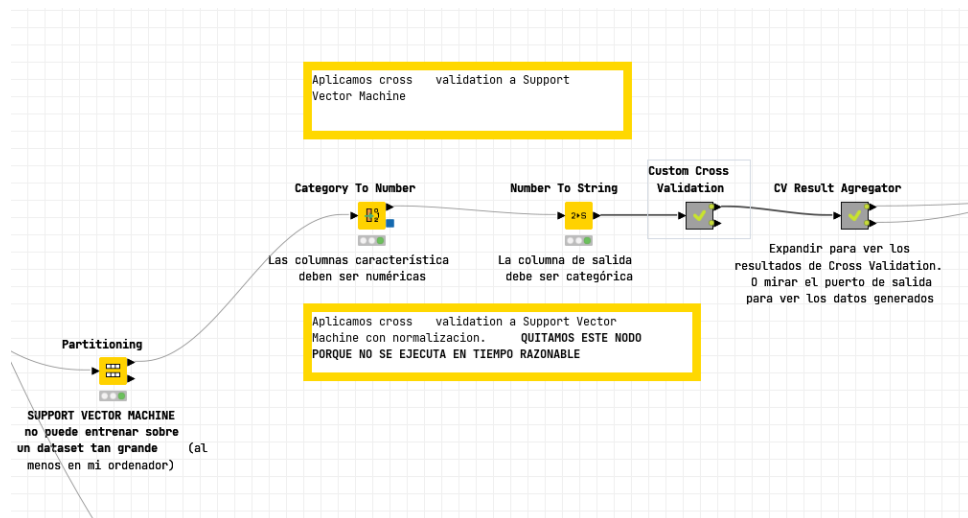 Aplicamos cross validation a Support
Vector Machine
Custom Cross
Validation
Category To Number
Number To String
CV Result Agregator
2▸S
Las columnas característica
deben ser numéricas
La columna de salida
debe ser categórica
Expandir para ver los
resultados de Cross Validation.
O mirar el puerto de salida
para ver los datos generados
Aplicamos cross validation a Support Vector
Machine con normalizacion. QUITAMOS ESTE NODO
PORQUE NO SE EJECUTA EN TIEMPO RAZONABLE
Partitioning
SUPPORT VECTOR MACHINE
no puede entrenar sobre
un dataset tan grande (al
menos en mi ordenador)